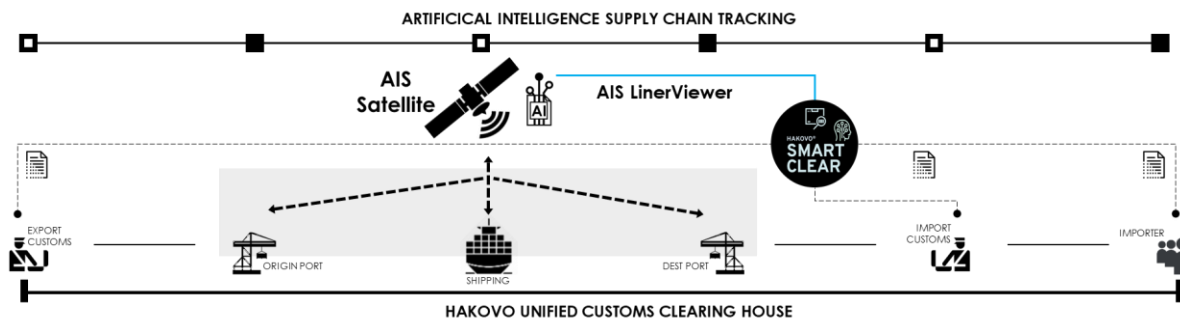 ARTIFICICAL INTELLIGENCE SUPPLY CHAIN TRACKING
AIS
Satellite
AI
AIS LinerViewer
HAKOVO®
SMART
CLEAR
EXPORT
CUSTOMS
ORIGIN PORT
SHIPPING
DEST PORT
IMPORT
CUSTOMS
IMPORTER
HAKOVO UNIFIED CUSTOMS CLEARING HOUSE